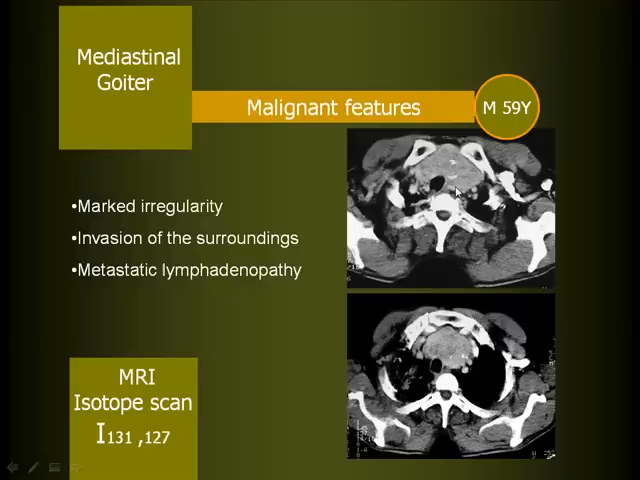 Mediastinal
Goiter
Malignant features
M 59Y
•Marked irregularity
•Invasion of the surroundings
•Metastatic lymphadenopathy
MRI
Isotope scan
I131 ,127